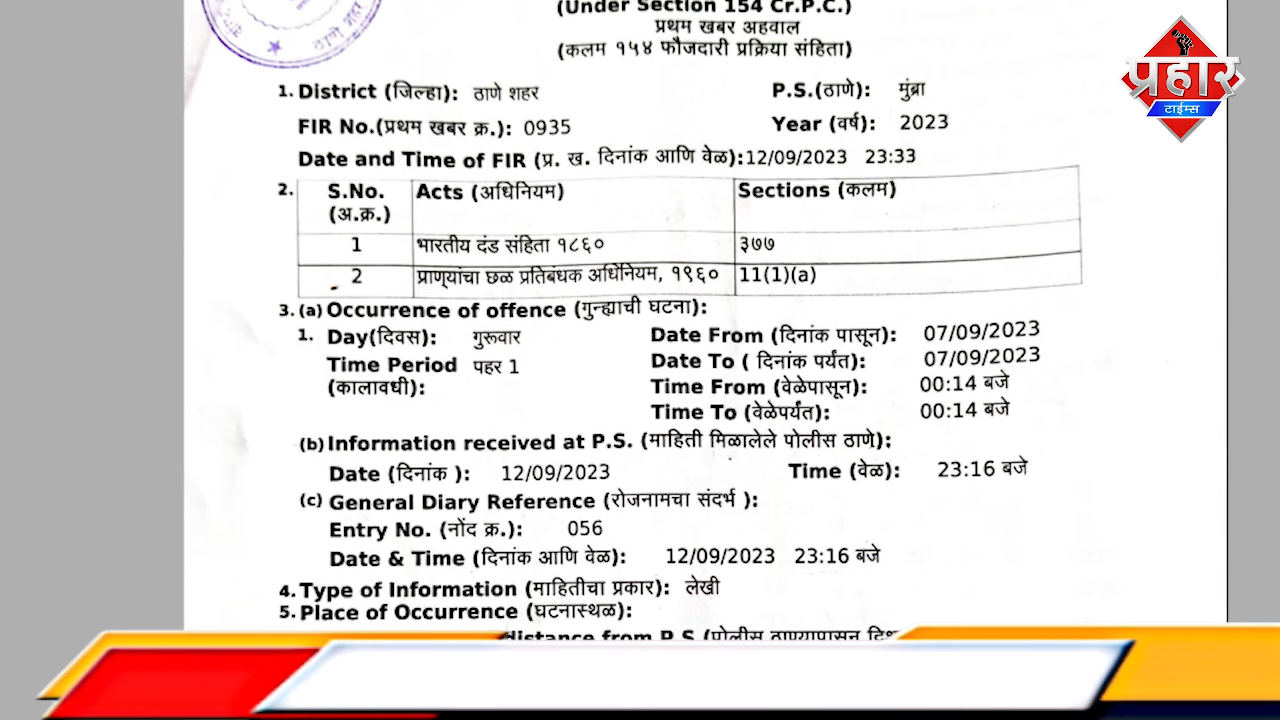 (Under Section 154 Cr.P.C.)
प्रथम खबर अहवाल
(कलम १५४ फौजदारी प्रक्रिया संहिता)
प्रहार
टाईम्स
ठाणे शहर
1. District (जिल्हा): ठाणे शहर P.S.(ठाणे): मुंब्रा
FIR No.(प्रथम खबर क्र.): 0935 Year (वर्ष): 2023
Date and Time of FIR (प्र. ख. दिनांक आणि वेळ): 12/09/2023 23:33
2. S.No. Acts (अधिनियम) Sections (कलम)
(अ.क्र.)
1 भारतीय दंड संहिता १८६० ३७७
2 प्राण्यांचा छळ प्रतिबंधक अधिनियम, १९६० 11(1)(a)
3. (a) Occurrence of offence (गुन्ह्याची घटना):
1. Day(दिवस): गुरूवार Date From (दिनांक पासून): 07/09/2023
Time Period पहर 1 Date To ( दिनांक पर्यंत): 07/09/2023
(कालावधी): Time From (वेळेपासून): 00:14 बजे
Time To (वेळेपर्यंत): 00:14 बजे
(b) Information received at P.S. (माहिती मिळालेले पोलीस ठाणे):
Date (दिनांक ): 12/09/2023 Time (वेळ): 23:16 बजे
(c) General Diary Reference (रोजनामचा संदर्भ ):
Entry No. (नोंद क्र.): 056
Date & Time (दिनांक आणि वेळ): 12/09/2023 23:16 बजे
4. Type of Information (माहितीचा प्रकार): लेखी
5. Place of Occurrence (घटनास्थळ):
distance from P.S.(पोलीस ठाण्यापासून